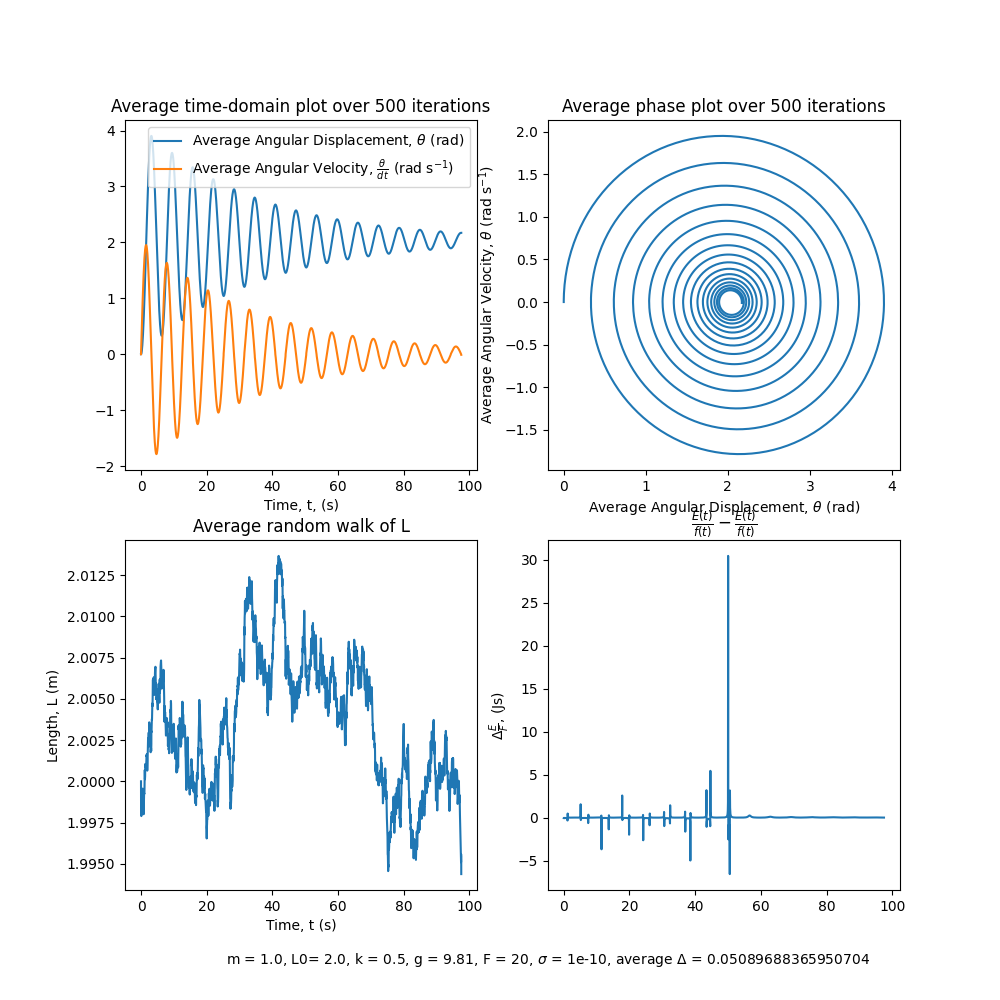 Average time-domain plot over 500 iterations
Average Angular Displacement, θ (rad)
Average Angular Velocity, θ/dt (rad s⁻¹)
4
3
2
1
0
−1
−2
0 20 40 60 80 100
Time, t, (s)
Average phase plot over 500 iterations
Average Angular Velocity, θ̇ (rad s⁻¹)
2.0
1.5
1.0
0.5
0.0
−0.5
−1.0
−1.5
0 1 2 3 4
Average Angular Displacement, θ (rad)
Average random walk of L
Length, L (m)
2.0125
2.0100
2.0075
2.0050
2.0025
2.0000
1.9975
1.9950
0 20 40 60 80 100
Time, t (s)
E(t)/f(t) − E(t)/f(t)
Δ E/F, (Js)
30
25
20
15
10
5
0
−5
0 20 40 60 80 100
m = 1.0, L0= 2.0, k = 0.5, g = 9.81, F = 20, σ = 1e-10, average Δ = 0.05089688365950704